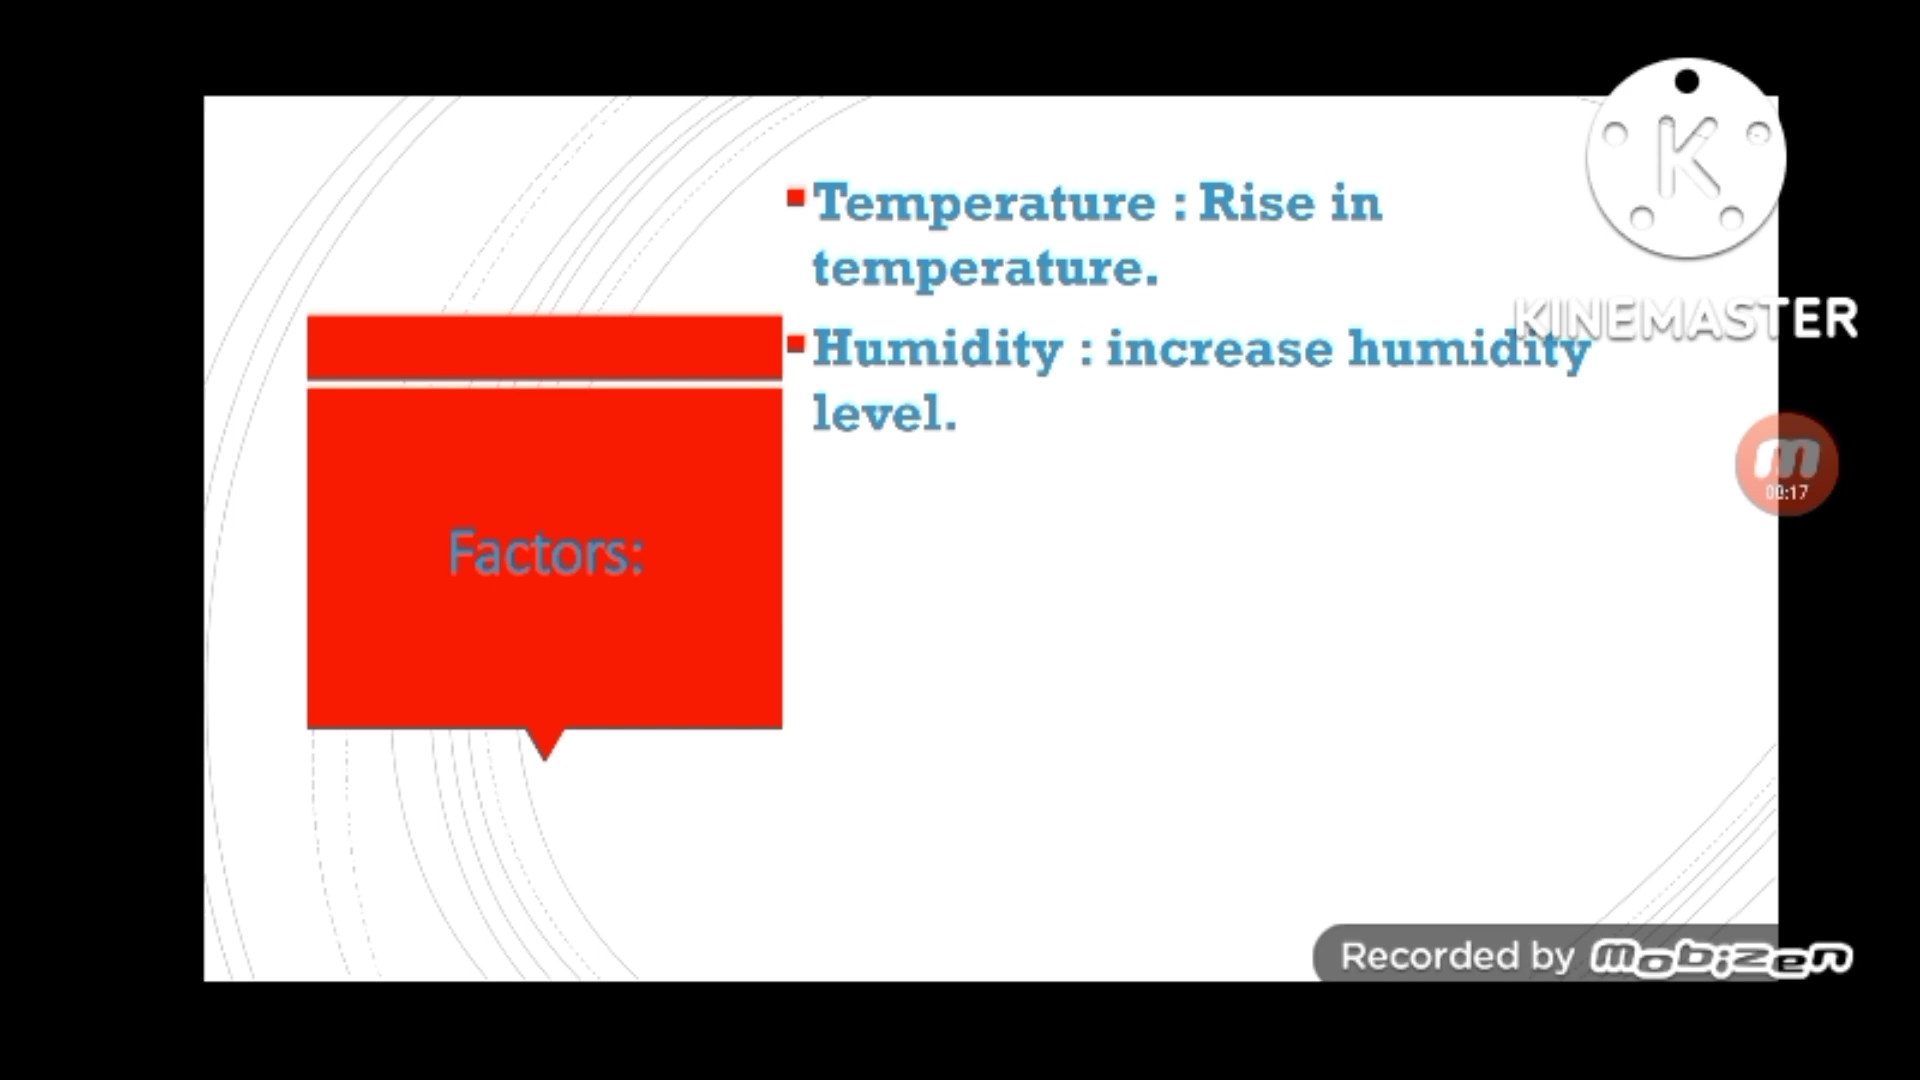 Temperature : Rise in
temperature.
Humidity : increase humidity
level.
Factors:
K
KINEMASTER
m
00:17
Recorded by mobizen